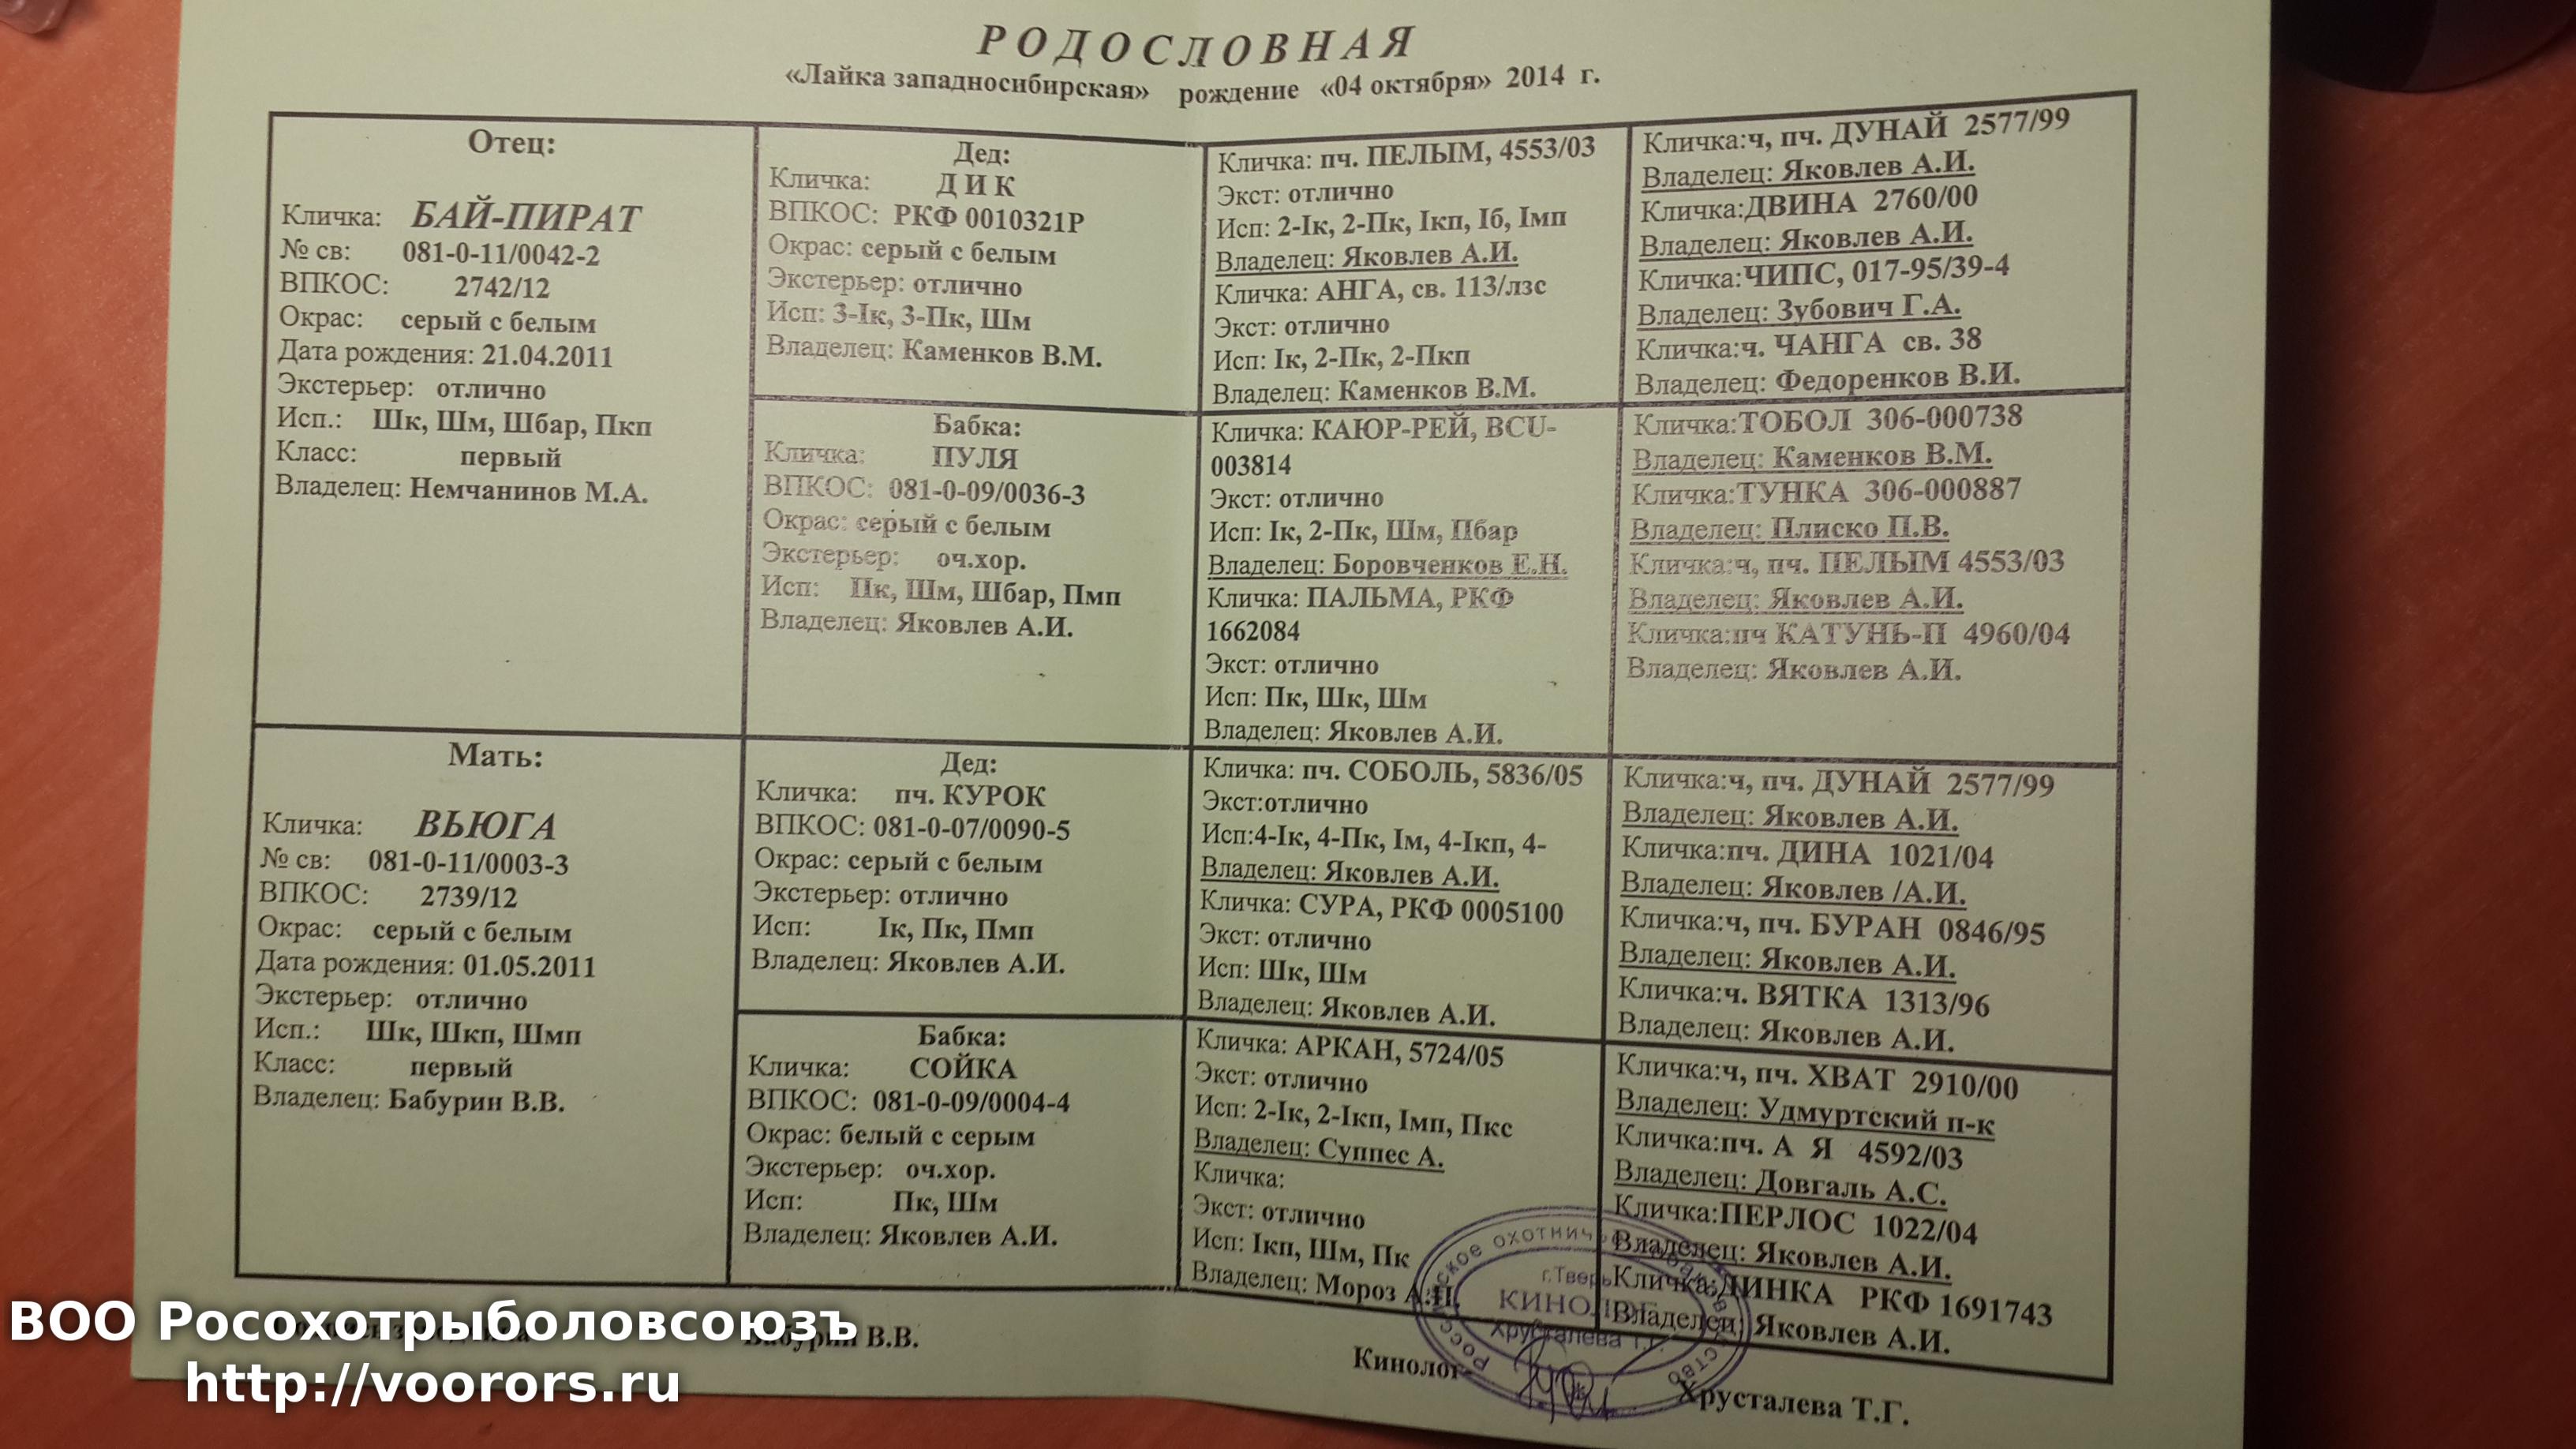 РОДОСЛОВНАЯ
«Лайка западносибирская» рождение «04 октября» 2014 г.
Отец:
Кличка: БАЙ-ПИРАТ
№ св: 081-0-11/0042-2
ВПКОС: 2742/12
Окрас: серый с белым
Дата рождения: 21.04.2011
Экстерьер: отлично
Исп.: Шк, Шм, Шбар, Пкп
Класс: первый
Владелец: Немчанинов М.А.
Дед:
Кличка: Д И К
ВПКОС: РКФ 0010321Р
Окрас: серый с белым
Экстерьер: отлично
Исп: 3-Iк, 3-Пк, Шм
Владелец: Каменков В.М.
Бабка:
Кличка: ПУЛЯ
ВПКОС: 081-0-09/0036-3
Окрас: серый с белым
Экстерьер: оч.хор.
Исп: Пк, Шм, Шбар, Пмп
Владелец: Яковлев А.И.
Кличка: пч. ПЕЛЫМ, 4553/03
Экст: отлично
Исп: 2-Iк, 2-Пк, Iкп, Iб, Iмп
Владелец: Яковлев А.И.
Кличка: АНГА, св. 113/лзс
Экст: отлично
Исп: Iк, 2-Пк, 2-Пкп
Владелец: Каменков В.М.
Кличка: КАЮР-РЕЙ, BCU-
003814
Экст: отлично
Исп: Iк, 2-Пк, Шм, Пбар
Владелец: Боровченков Е.Н.
Кличка: ПАЛЬМА, РКФ
1662084
Экст: отлично
Исп: Пк, Шк, Шм
Владелец: Яковлев А.И.
Кличка:ч, пч. ДУНАЙ 2577/99
Владелец: Яковлев А.И.
Кличка:ДВИНА 2760/00
Владелец: Яковлев А.И.
Кличка:ЧИПС, 017-95/39-4
Владелец: Зубович Г.А.
Кличка:ч. ЧАНГА св. 38
Владелец: Федоренков В.И.
Кличка:ТОБОЛ 306-000738
Владелец: Каменков В.М.
Кличка:ТУНКА 306-000887
Владелец: Плиско П.В.
Кличка:ч, пч. ПЕЛЫМ 4553/03
Владелец: Яковлев А.И.
Кличка:пч КАТУНЬ-П 4960/04
Владелец: Яковлев А.И.
Мать:
Кличка: ВЬЮГА
№ св: 081-0-11/0003-3
ВПКОС: 2739/12
Окрас: серый с белым
Дата рождения: 01.05.2011
Экстерьер: отлично
Исп.: Шк, Шкп, Шмп
Класс: первый
Владелец: Бабурин В.В.
Дед:
Кличка: пч. КУРОК
ВПКОС: 081-0-07/0090-5
Окрас: серый с белым
Экстерьер: отлично
Исп: Iк, Пк, Пмп
Владелец: Яковлев А.И.
Бабка:
Кличка: СОЙКА
ВПКОС: 081-0-09/0004-4
Окрас: белый с серым
Экстерьер: оч.хор.
Исп: Пк, Шм
Владелец: Яковлев А.И.
Кличка: пч. СОБОЛЬ, 5836/05
Экст:отлично
Исп:4-Iк, 4-Пк, Iм, 4-Iкп, 4-
Владелец: Яковлев А.И.
Кличка: СУРА, РКФ 0005100
Экст: отлично
Исп: Шк, Шм
Владелец: Яковлев А.И.
Кличка: АРКАН, 5724/05
Экст: отлично
Исп: 2-Iк, 2-Iкп, Iмп, Пкс
Владелец: Суппес А.
Кличка:
Экст: отлично
Исп: Iкп, Шм, Пк
Владелец: Мороз А.П.
Кличка:ч, пч. ДУНАЙ 2577/99
Владелец: Яковлев А.И.
Кличка:пч. ДИНА 1021/04
Владелец: Яковлев /А.И.
Кличка:ч, пч. БУРАН 0846/95
Владелец: Яковлев А.И.
Кличка:ч. ВЯТКА 1313/96
Владелец: Яковлев А.И.
Кличка:ч, пч. ХВАТ 2910/00
Владелец: Удмуртский п-к
Кличка:пч. А Я 4592/03
Владелец: Довгаль А.С.
Кличка:ПЕРЛОС 1022/04
Владелец: Яковлев А.И.
Кличка:ДИНКА РКФ 1691743
Владелец: Яковлев А.И.
г.Тверь
КИНОЛОГ
Хрусталева Т.Г.
Бабурин В.В.
Кинолог
Хрусталева Т.Г.
ВОО Росохотрыболовсоюзъ
http://voorors.ru